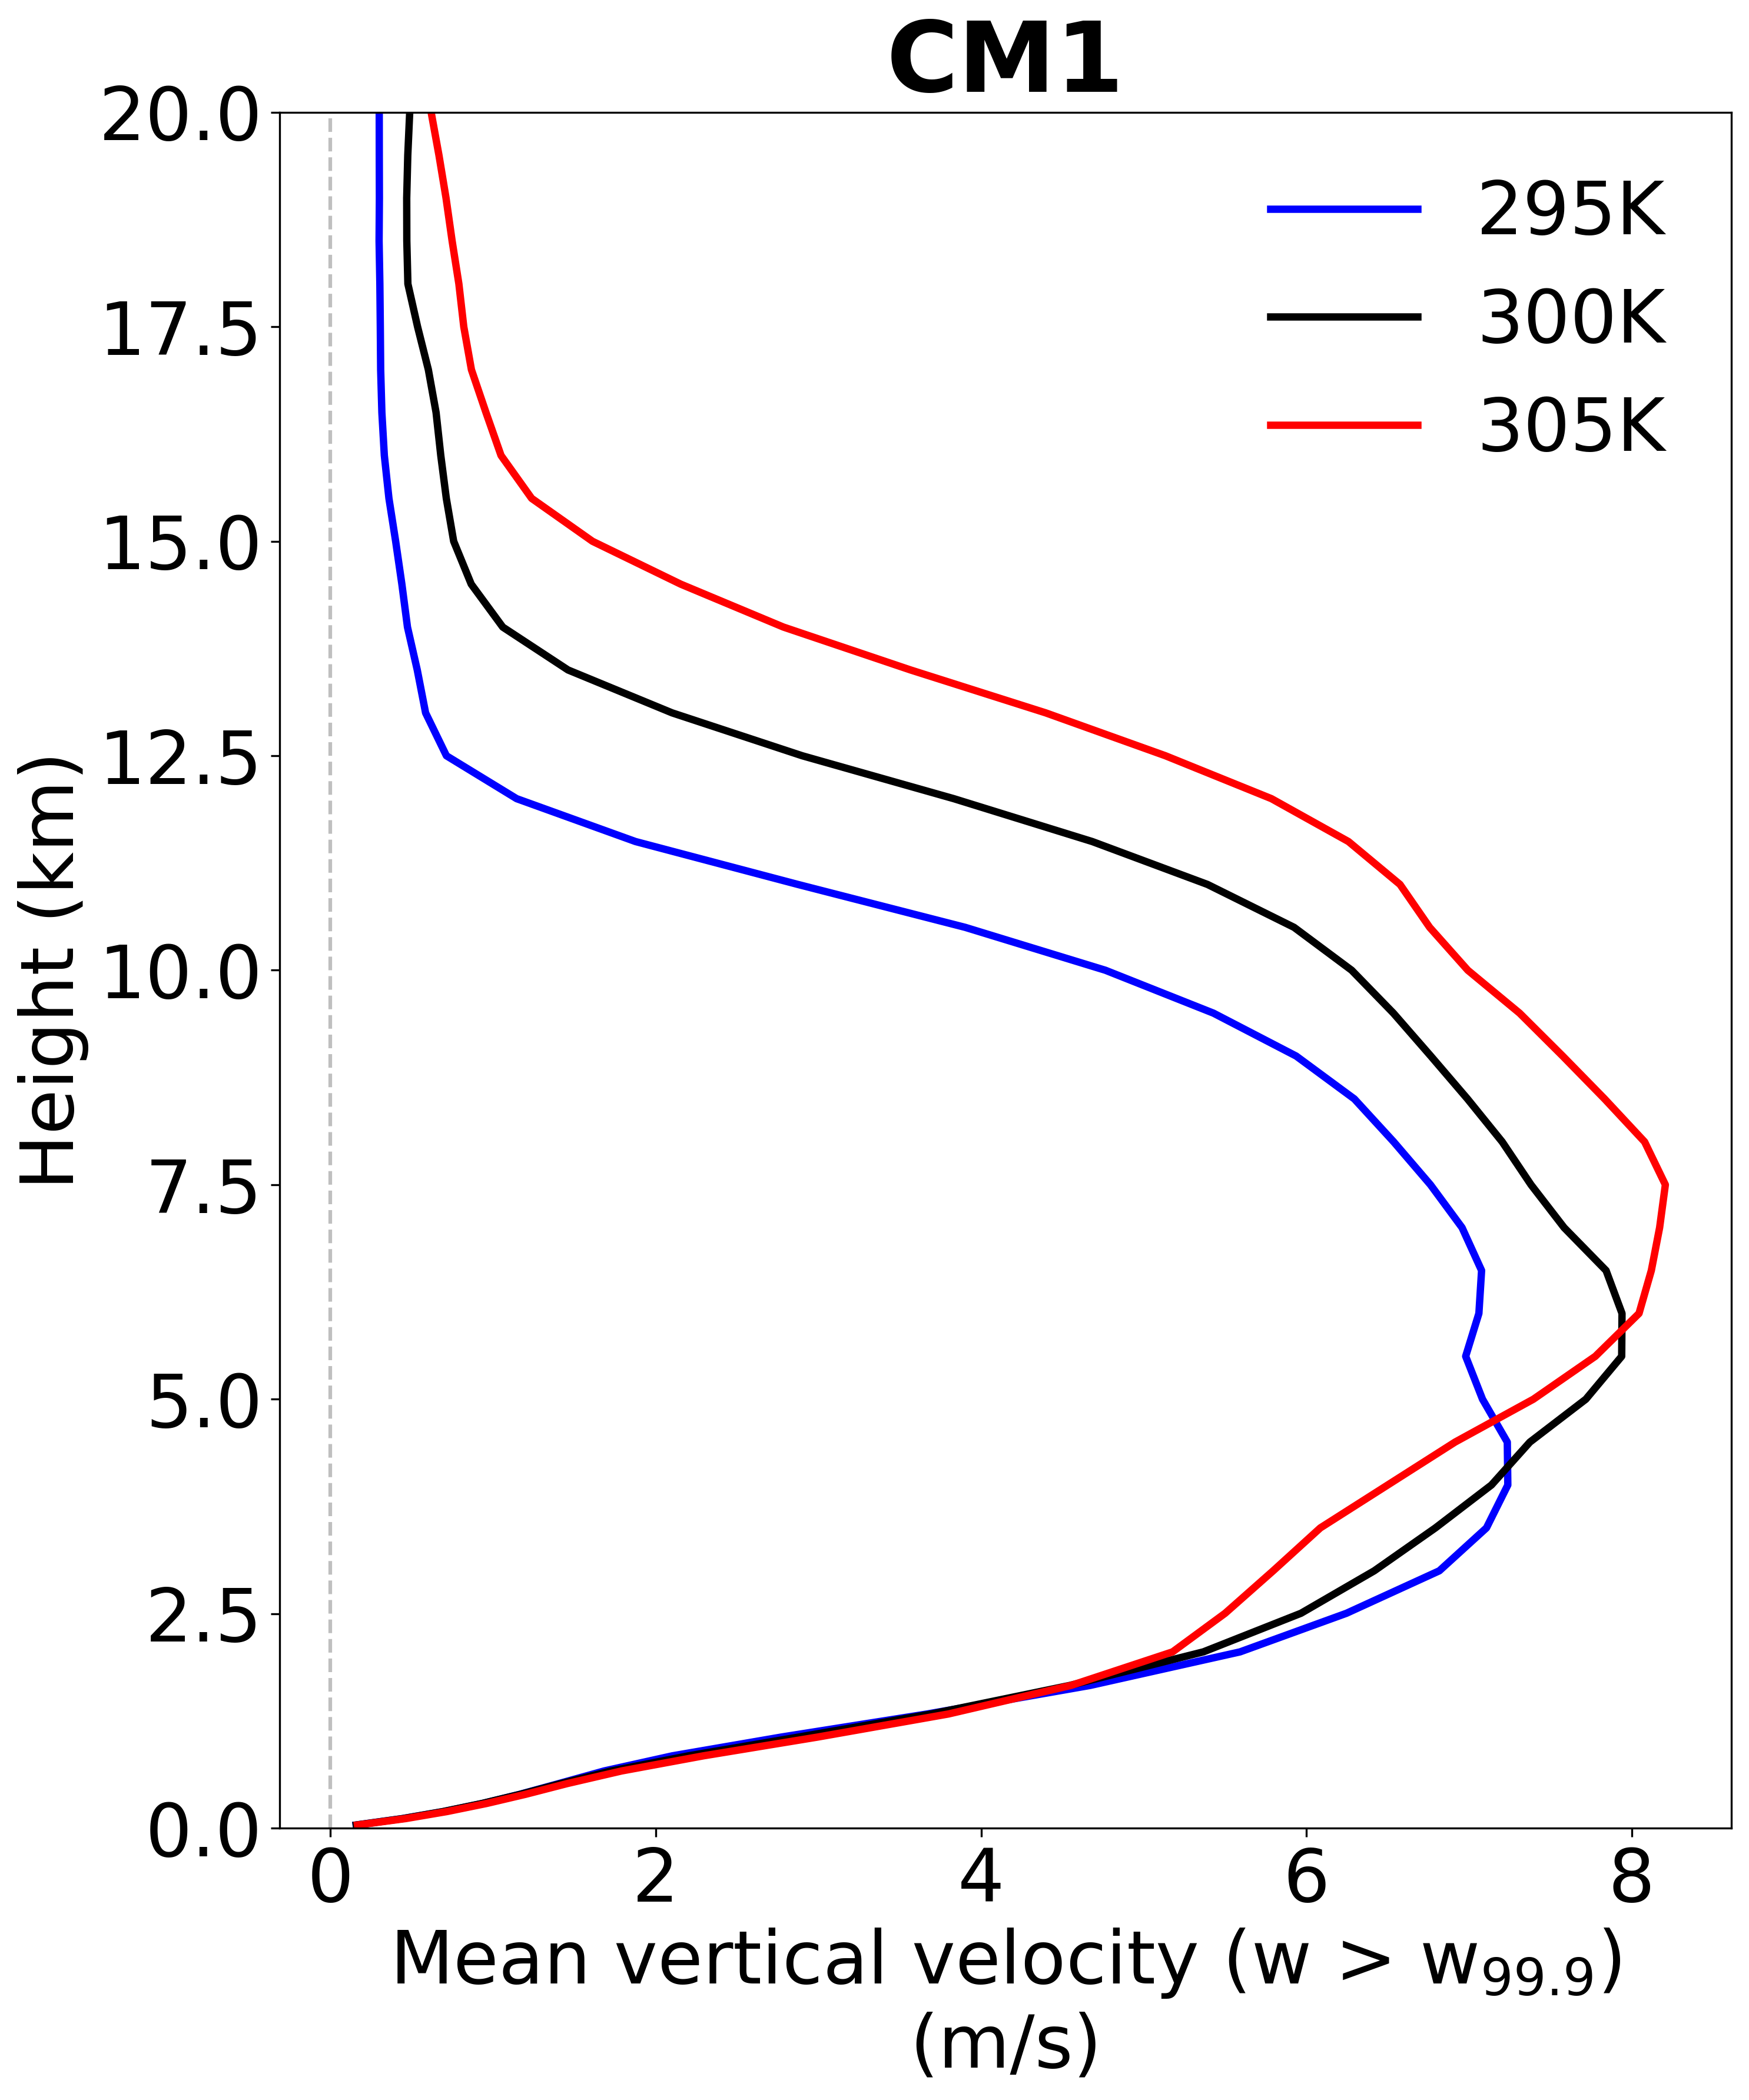 CM1
20.0
17.5
15.0
12.5
10.0
7.5
5.0
2.5
0.0
Height (km)
295K
300K
305K
0 2 4 6 8
Mean vertical velocity (w > w99.9)
(m/s)